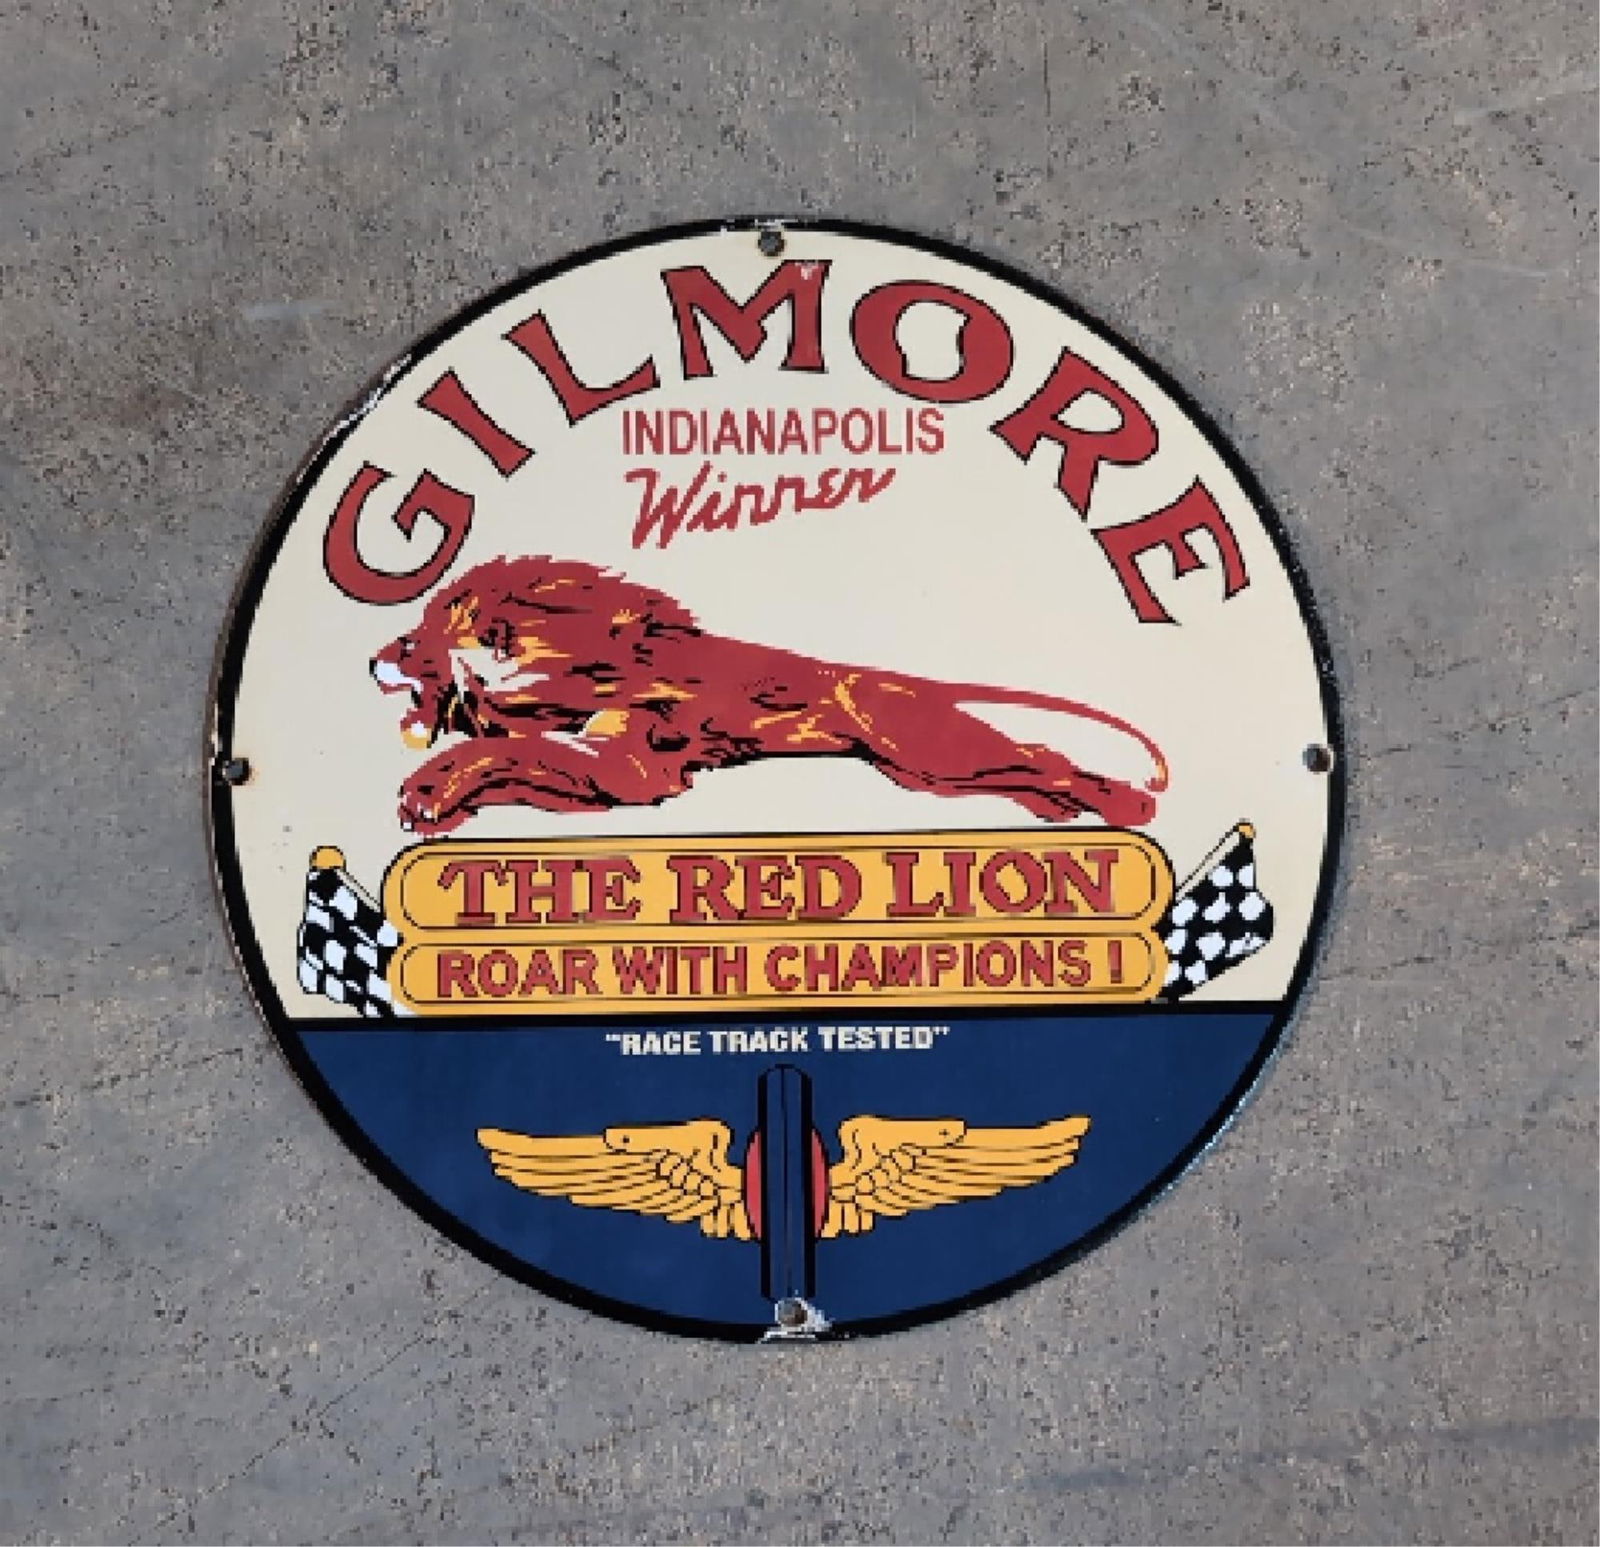 GILMORE
INDIANAPOLIS
Winner
THE RED LION
ROAR WITH CHAMPIONS !
"RACE TRACK TESTED"